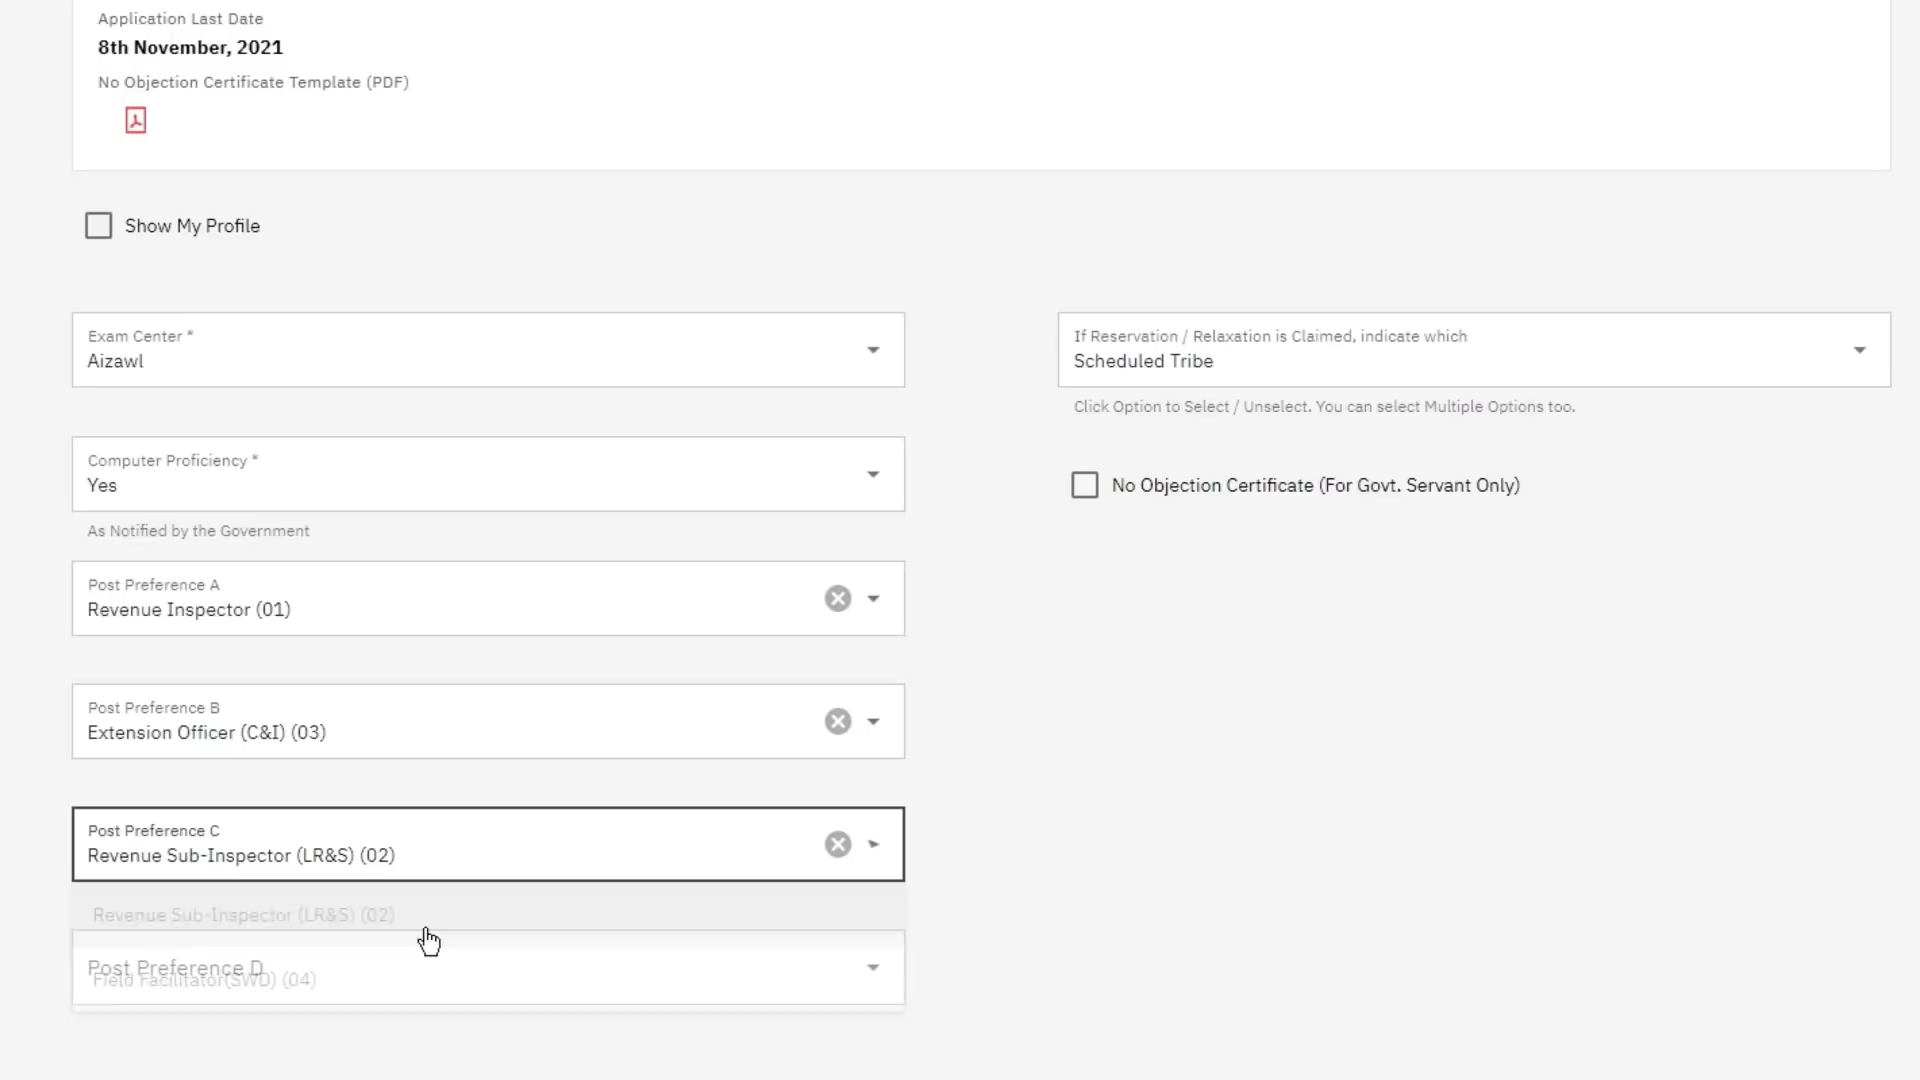 Application Last Date
8th November, 2021
No Objection Certificate Template (PDF)
Show My Profile
Exam Center *
Aizawl
If Reservation / Relaxation is Claimed, indicate which
Scheduled Tribe
Click Option to Select / Unselect. You can select Multiple Options too.
Computer Proficiency *
Yes
As Notified by the Government
No Objection Certificate (For Govt. Servant Only)
Post Preference A
Revenue Inspector (01)
Post Preference B
Extension Officer (C&I) (03)
Post Preference C
Revenue Sub-Inspector (LR&S) (02)
Revenue Sub-Inspector (LR&S) (02)
Post Preference D
Field Facilitator(SWD) (04)